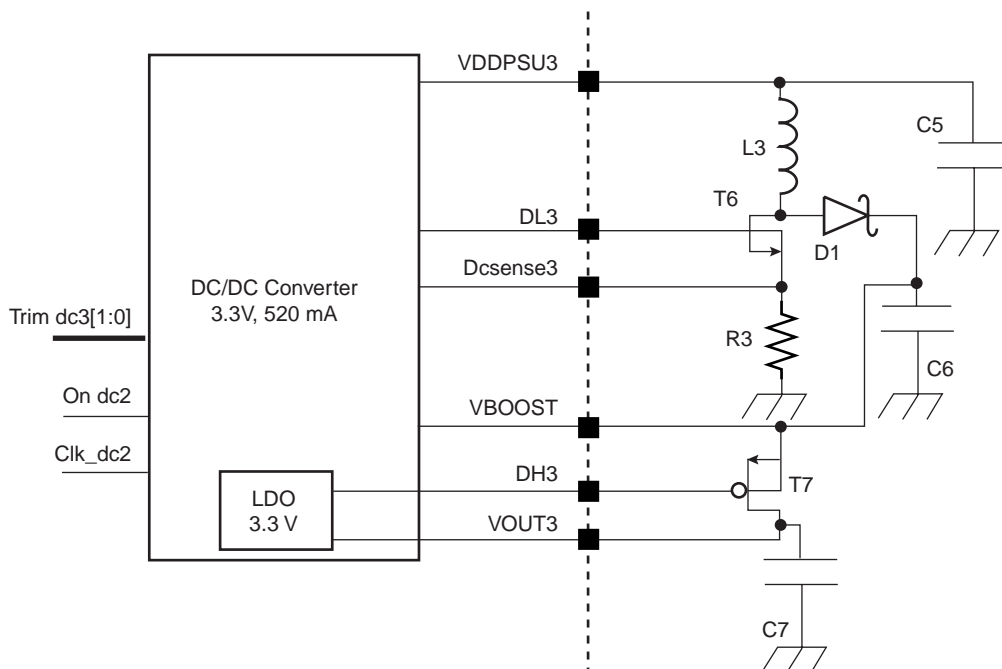 VDDPSU3
C5
L3
T6
DL3
D1
Dcsense3
DC/DC Converter
3.3V, 520 mA
Trim dc3[1:0]
R3
C6
On dc2
VBOOST
Clk_dc2
DH3
T7
LDO
3.3 V
VOUT3
C7